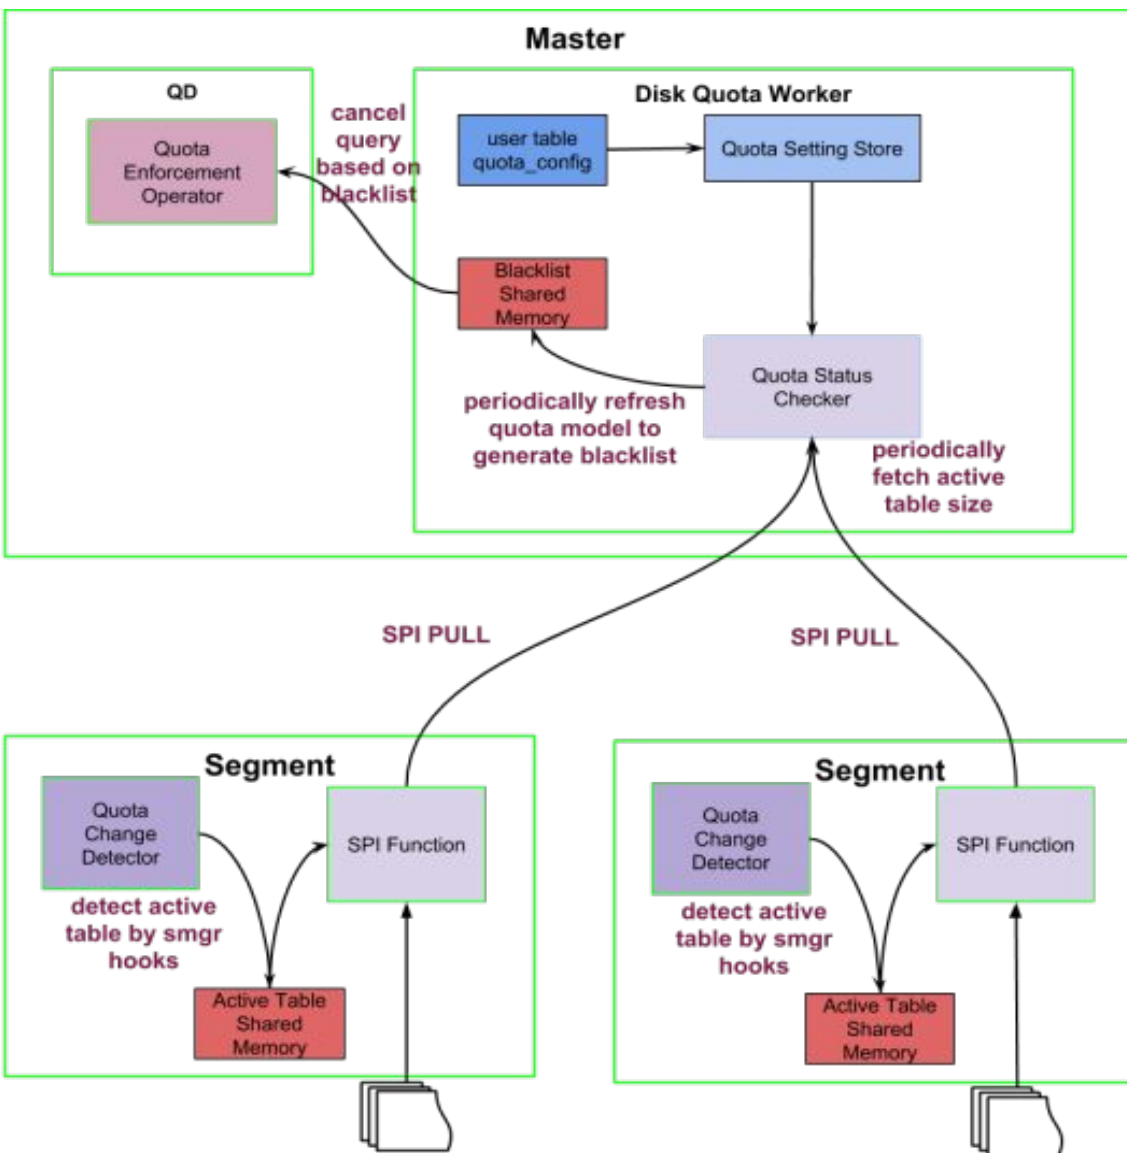 Master
QD
Quota
Enforcement
Operator
cancel
query
based on
blacklist
Disk Quota Worker
user table
quota_config
Quota Setting Store
Blacklist
Shared
Memory
Quota Status
Checker
periodically refresh
quota model to
generate blacklist
periodically
fetch active
table size
SPI PULL
SPI PULL
Segment
Quota
Change
Detector
SPI Function
detect active
table by smgr
hooks
Active Table
Shared
Memory
Segment
Quota
Change
Detector
SPI Function
detect active
table by smgr
hooks
Active Table
Shared
Memory